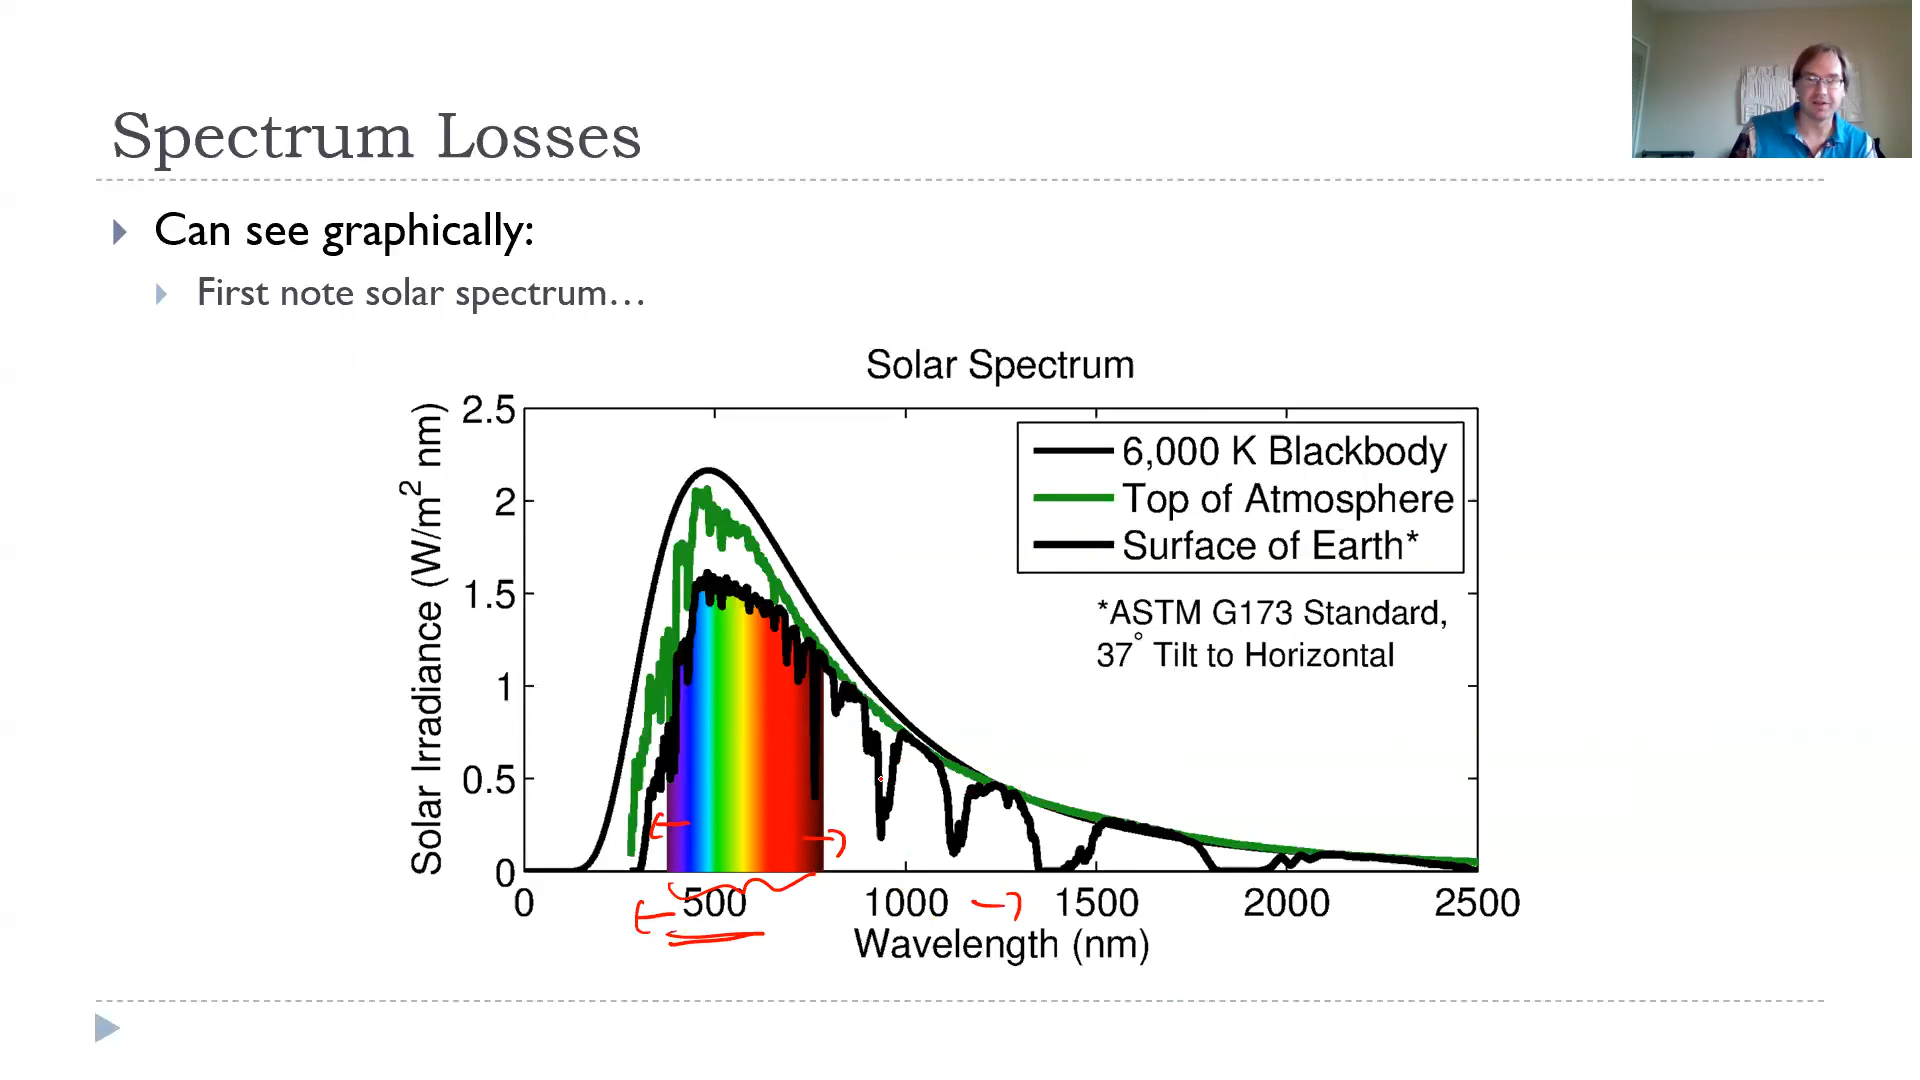 Spectrum Losses
Can see graphically:
First note solar spectrum…
Solar Spectrum
Solar Irradiance (W/m² nm)
2.5
2
1.5
1
0.5
0
6,000 K Blackbody
Top of Atmosphere
Surface of Earth*
*ASTM G173 Standard,
37° Tilt to Horizontal
0 500 1000 1500 2000 2500
Wavelength (nm)